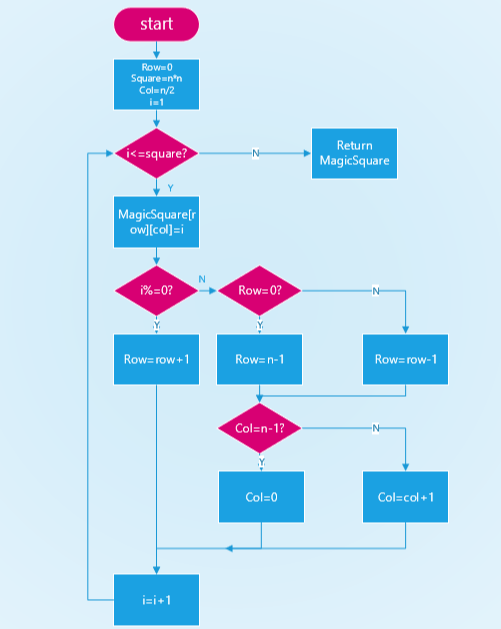 start
Row=0
Square=n*n
Col=n/2
i=1
i<=square?
N
Return
MagicSquare
Y
MagicSquare[r
ow][col]=i
i%=0?
N
Row=0?
N
Y
Y
Row=row+1
Row=n-1
Row=row-1
Col=n-1?
N
Y
Col=0
Col=col+1
i=i+1